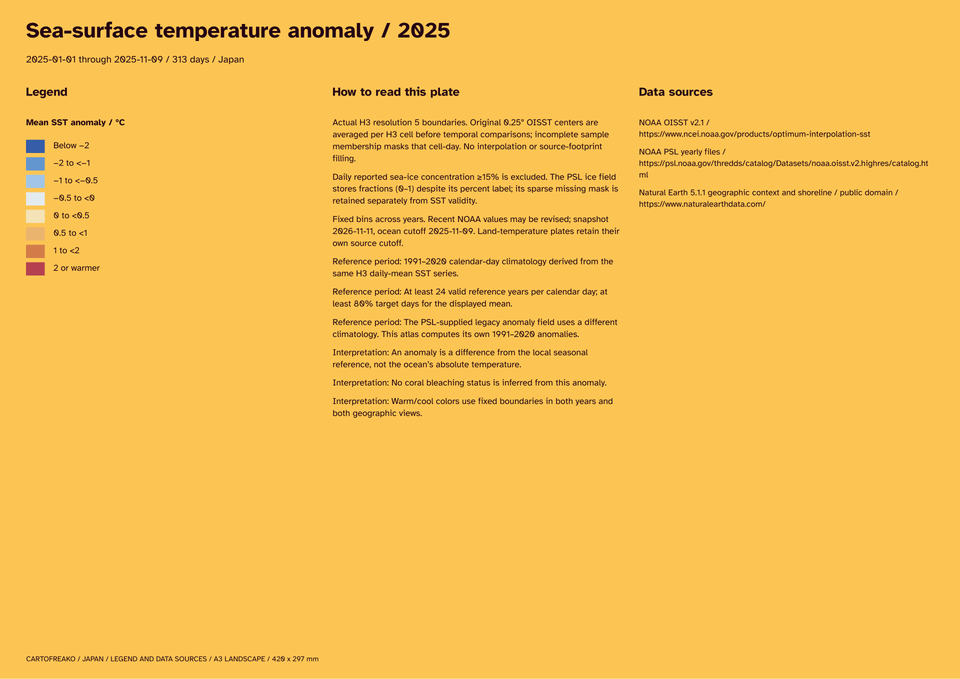 Sea-surface temperature anomaly / 2025
2025-01-01 through 2025-11-09 / 313 days / Japan
Legend
Mean SST anomaly / °C
Below −2
−2 to <−1
−1 to <−0.5
−0.5 to <0
0 to <0.5
0.5 to <1
1 to <2
2 or warmer
How to read this plate
Actual H3 resolution 5 boundaries. Original 0.25° OISST centers are
averaged per H3 cell before temporal comparisons; incomplete sample
membership masks that cell-day. No interpolation or source-footprint
filling.
Daily reported sea-ice concentration ≥15% is excluded. The PSL ice field
stores fractions (0–1) despite its percent label; its sparse missing mask is
retained separately from SST validity.
Fixed bins across years. Recent NOAA values may be revised; snapshot
2026-11-11, ocean cutoff 2025-11-09. Land-temperature plates retain their
own source cutoff.
Reference period: 1991–2020 calendar-day climatology derived from the
same H3 daily-mean SST series.
Reference period: At least 24 valid reference years per calendar day; at
least 80% target days for the displayed mean.
Reference period: The PSL-supplied legacy anomaly field uses a different
climatology. This atlas computes its own 1991–2020 anomalies.
Interpretation: An anomaly is a difference from the local seasonal
reference, not the ocean's absolute temperature.
Interpretation: No coral bleaching status is inferred from this anomaly.
Interpretation: Warm/cool colors use fixed boundaries in both years and
both geographic views.
Data sources
NOAA OISST v2.1 /
https://www.ncei.noaa.gov/products/optimum-interpolation-sst
NOAA PSL yearly files /
https://psl.noaa.gov/thredds/catalog/Datasets/noaa.oisst.v2.highres/catalog.ht
ml
Natural Earth 5.1.1 geographic context and shoreline / public domain /
https://www.naturalearthdata.com/
CARTOFREAKO / JAPAN / LEGEND AND DATA SOURCES / A3 LANDSCAPE / 420 x 297 mm